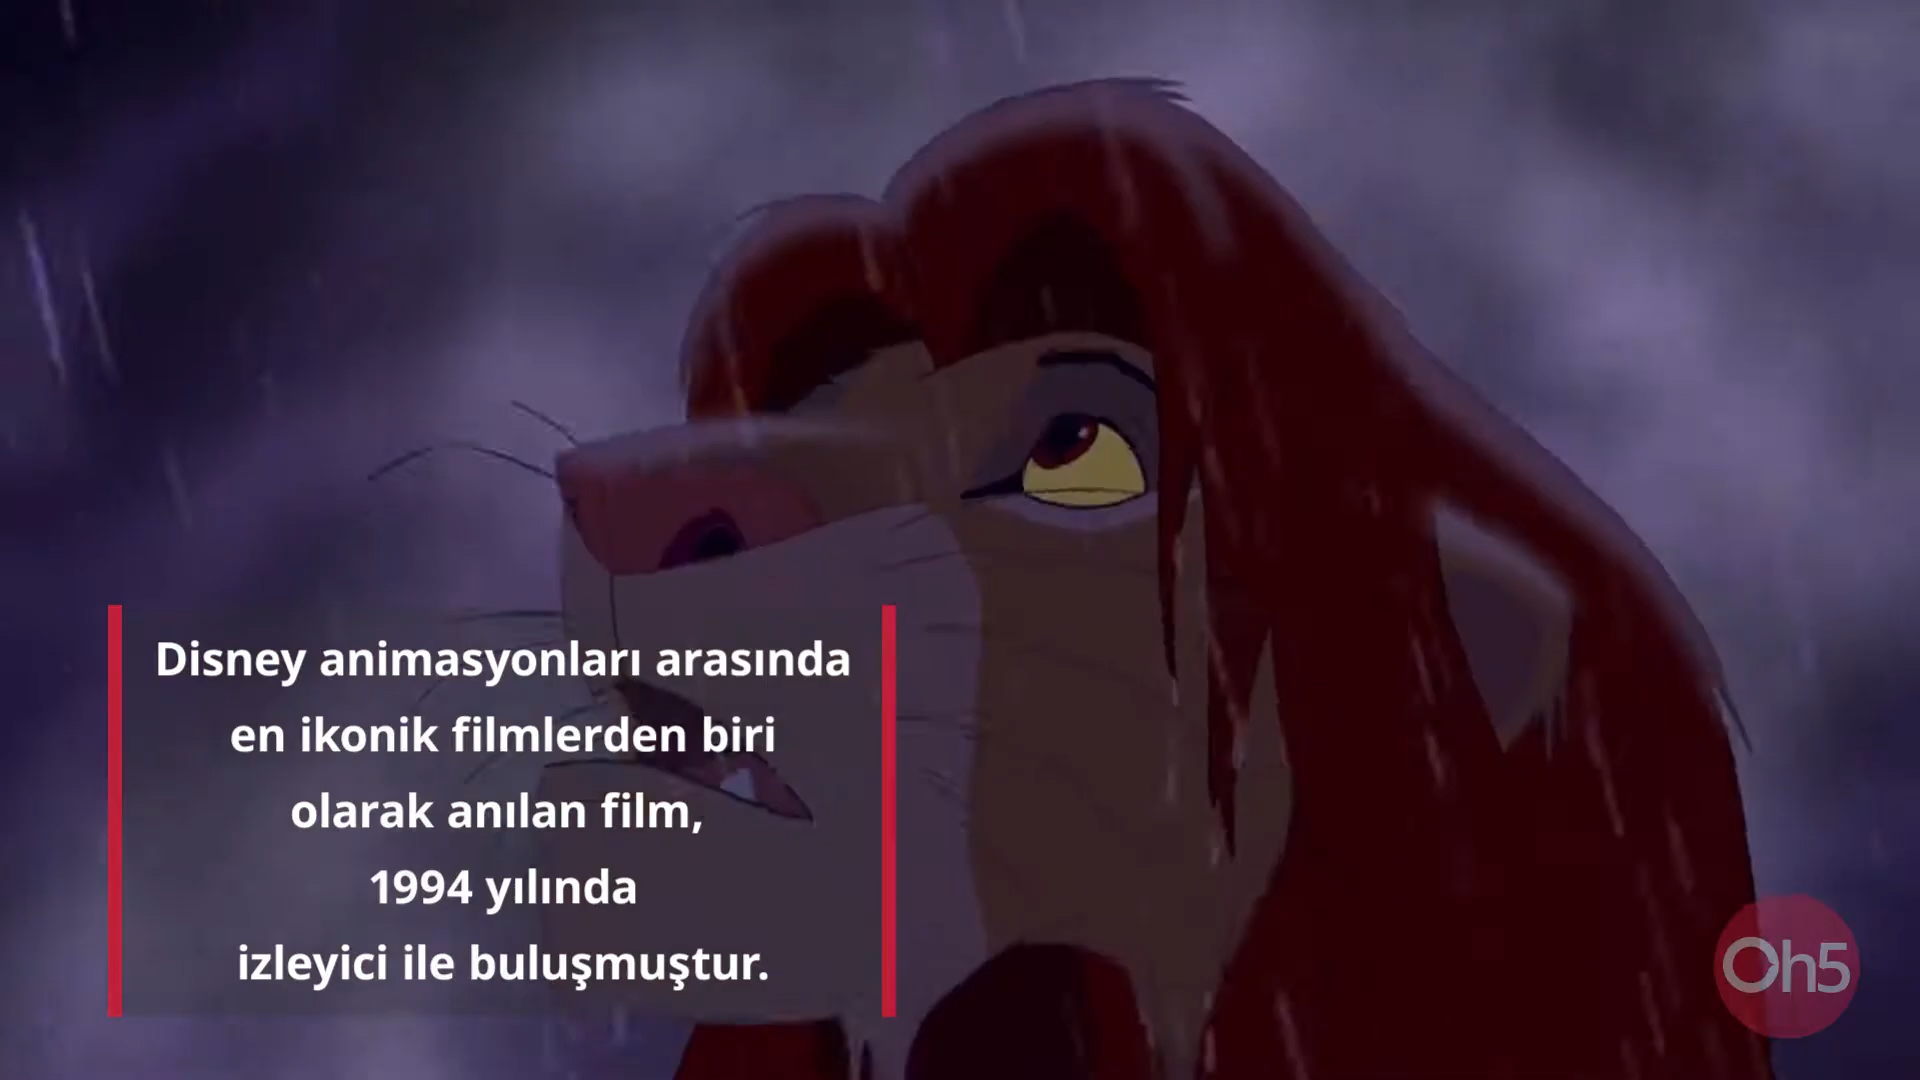 Disney animasyonları arasında
en ikonik filmlerden biri
olarak anılan film,
1994 yılında
izleyici ile buluşmuştur.
Oh5